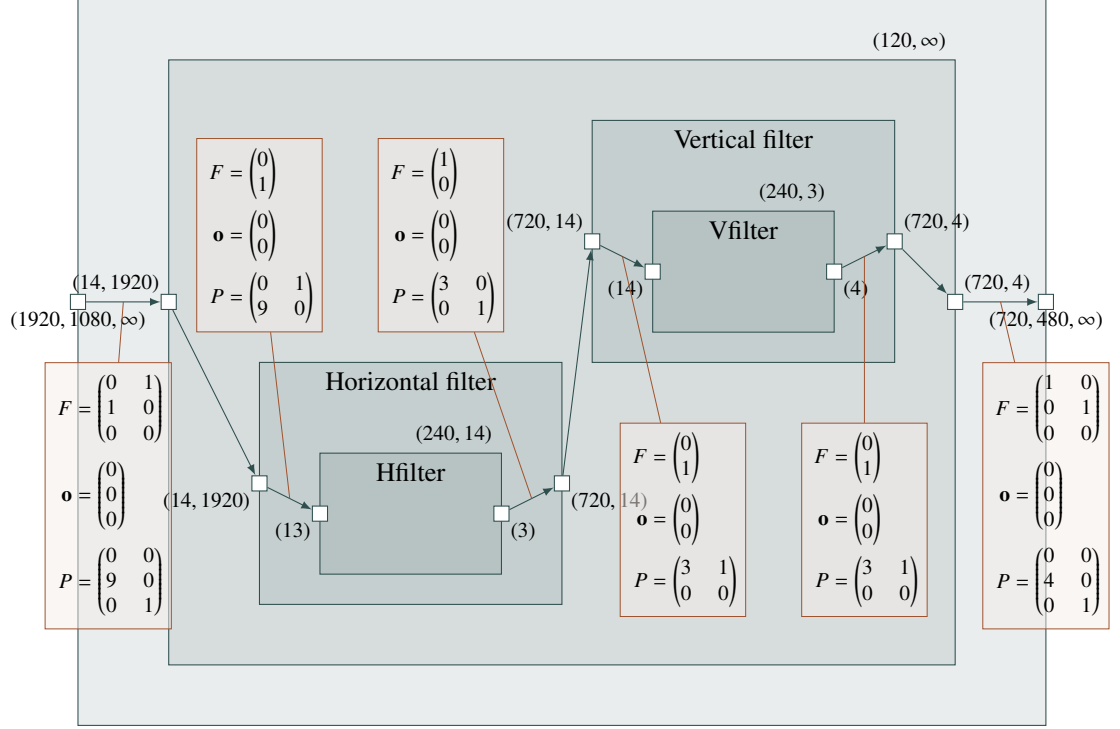 (120, ∞)
Vertical filter
F = (0 1)
o = (0 0)
P = (0 1 9 0)
F = (1 0)
o = (0 0)
P = (3 0 0 1)
(240, 3)
(720, 14)
Vfilter
(720, 4)
(14, 1920)
(14)
(4)
(720, 4)
(1920, 1080, ∞)
(720, 480, ∞)
Horizontal filter
F = (0 1 1 0 0 0)
o = (0 0 0)
P = (0 0 9 0 0 1)
(240, 14)
Hfilter
(14, 1920)
(13)
(3)
(720, 14)
F = (0 1)
o = (0 0)
P = (3 1 0 0)
F = (0 1)
o = (0 0)
P = (3 1 0 0)
F = (1 0 0 1 0 0)
o = (0 0 0)
P = (0 0 4 0 0 1)